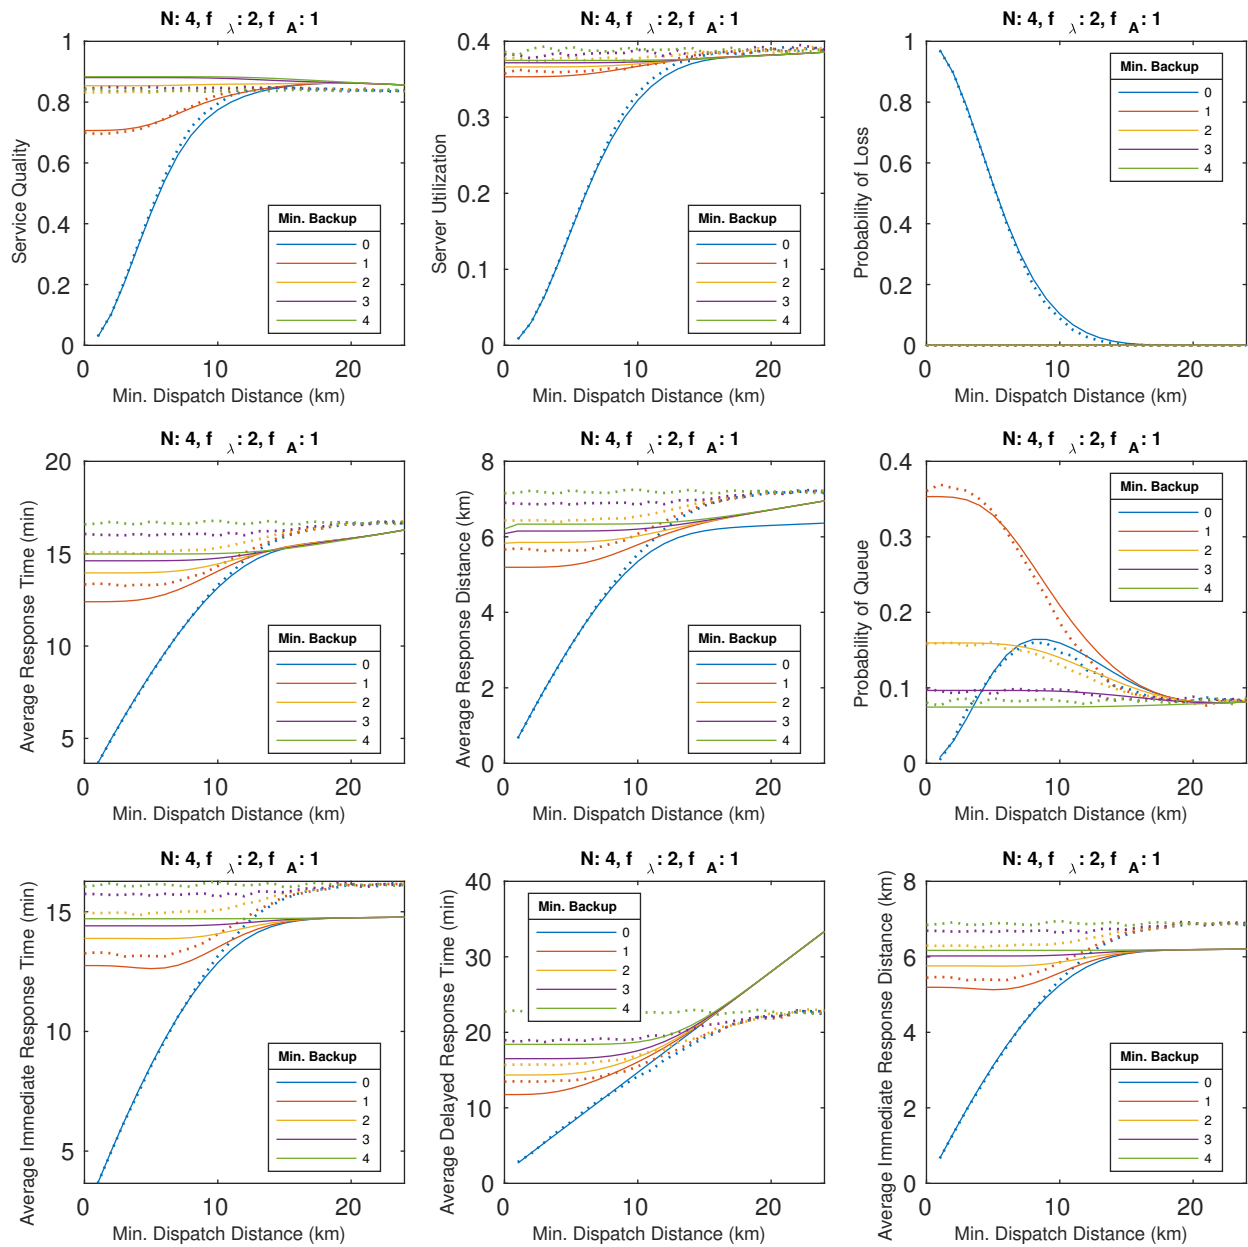 N: 4, f λ: 2, f A: 1
Service Quality
1
0.8
0.6
0.4
0.2
0
0 10 20
Min. Dispatch Distance (km)
Min. Backup
0
1
2
3
4
N: 4, f λ: 2, f A: 1
Server Utilization
0.4
0.3
0.2
0.1
0
0 10 20
Min. Dispatch Distance (km)
Min. Backup
0
1
2
3
4
N: 4, f λ: 2, f A: 1
Probability of Loss
1
0.8
0.6
0.4
0.2
0
0 10 20
Min. Dispatch Distance (km)
Min. Backup
0
1
2
3
4
N: 4, f λ: 2, f A: 1
Average Response Time (min)
20
15
10
5
0 10 20
Min. Dispatch Distance (km)
Min. Backup
0
1
2
3
4
N: 4, f λ: 2, f A: 1
Average Response Distance (km)
8
6
4
2
0
0 10 20
Min. Dispatch Distance (km)
Min. Backup
0
1
2
3
4
N: 4, f λ: 2, f A: 1
Probability of Queue
0.4
0.3
0.2
0.1
0
0 10 20
Min. Dispatch Distance (km)
Min. Backup
0
1
2
3
4
N: 4, f λ: 2, f A: 1
Average Immediate Response Time (min)
15
10
5
0 10 20
Min. Dispatch Distance (km)
Min. Backup
0
1
2
3
4
N: 4, f λ: 2, f A: 1
Average Delayed Response Time (min)
40
30
20
10
0
0 10 20
Min. Dispatch Distance (km)
Min. Backup
0
1
2
3
4
N: 4, f λ: 2, f A: 1
Average Immediate Response Distance (km)
8
6
4
2
0
0 10 20
Min. Dispatch Distance (km)
Min. Backup
0
1
2
3
4